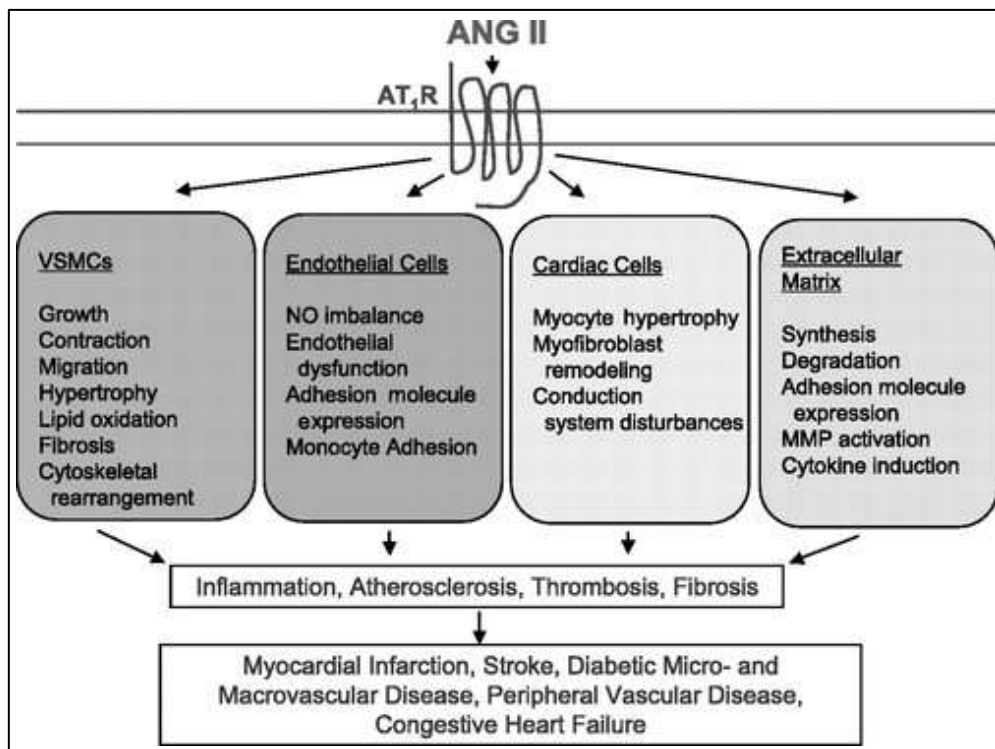 ANG II
AT₁R
VSMCs
Growth
Contraction
Migration
Hypertrophy
Lipid oxidation
Fibrosis
Cytoskeletal
rearrangement
Endothelial Cells
NO imbalance
Endothelial
dysfunction
Adhesion molecule
expression
Monocyte Adhesion
Cardiac Cells
Myocyte hypertrophy
Myofibroblast
remodeling
Conduction
system disturbances
Extracellular
Matrix
Synthesis
Degradation
Adhesion molecule
expression
MMP activation
Cytokine induction
Inflammation, Atherosclerosis, Thrombosis, Fibrosis
Myocardial Infarction, Stroke, Diabetic Micro- and
Macrovascular Disease, Peripheral Vascular Disease,
Congestive Heart Failure